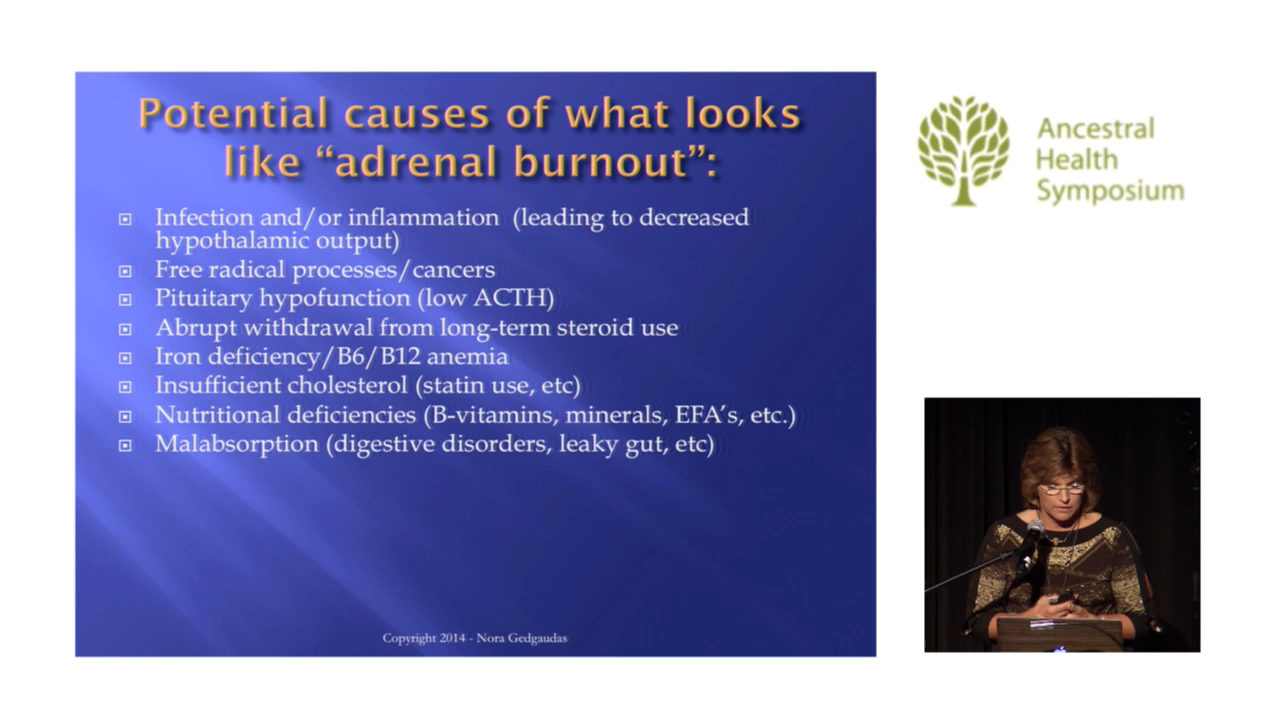 Potential causes of what looks
like “adrenal burnout”:
Infection and/or inflammation (leading to decreased
hypothalamic output)
Free radical processes/cancers
Pituitary hypofunction (low ACTH)
Abrupt withdrawal from long-term steroid use
Iron deficiency/B6/B12 anemia
Insufficient cholesterol (statin use, etc)
Nutritional deficiencies (B-vitamins, minerals, EFA’s, etc.)
Malabsorption (digestive disorders, leaky gut, etc)
Copyright 2014 - Nora Gedgaudas
Ancestral
Health
Symposium